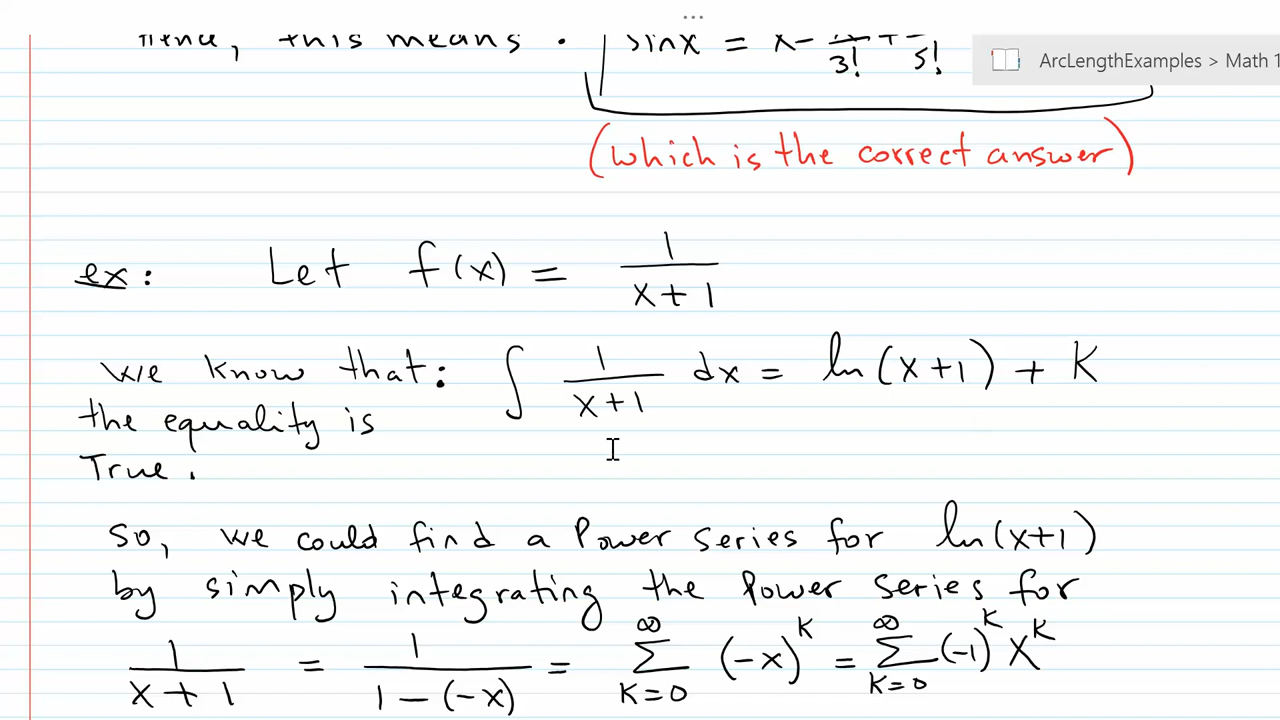 ...
Hence, this means. sinx = x - + 
3! 5!
ArcLengthExamples > Math 1
(which is the correct answer)
ex: Let f(x) = 1/(x+1)
We know that: ∫ 1/(x+1) dx = ln(x+1) + K
the equality is
True.
So, we could find a Power series for ln(x+1)
by simply integrating the Power series for
1/(x+1) = 1/(1-(-x)) = ∞∑K=0 (-x)^K = ∞∑K=0 (-1)^K X^K